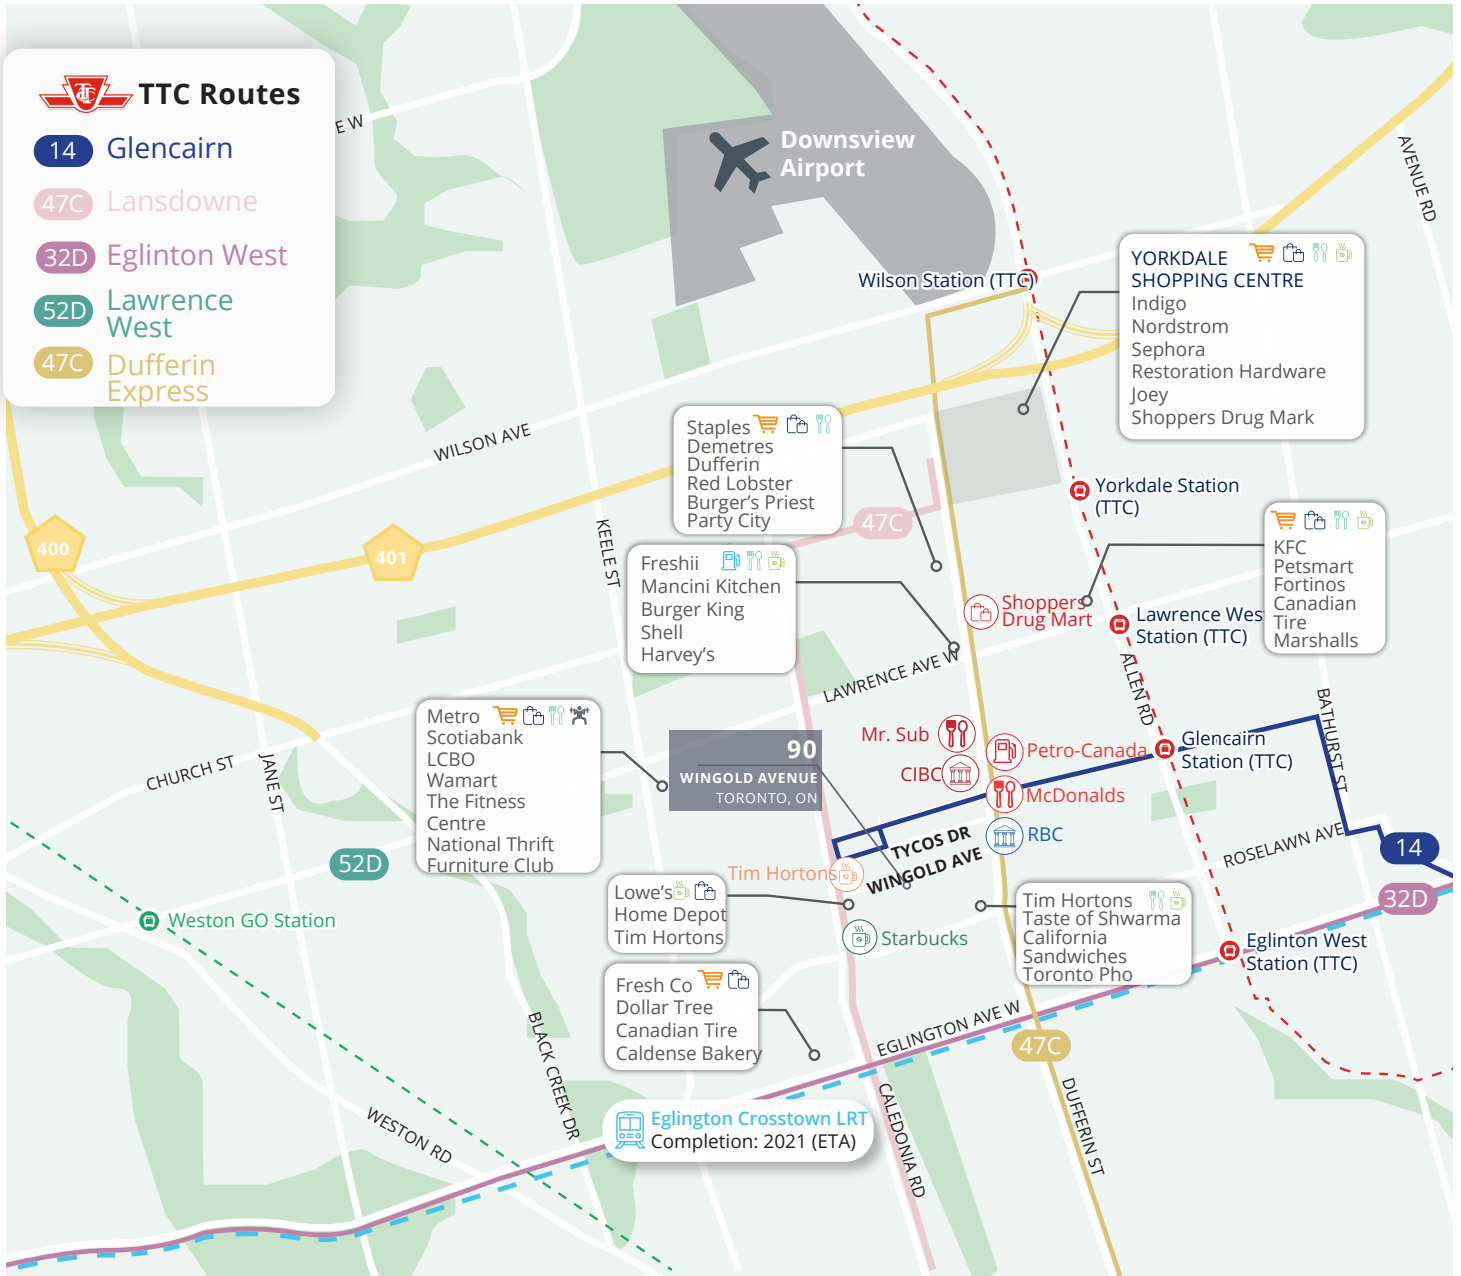 TTC Routes
14 Glencairn
47C Lansdowne
32D Eglinton West
52D Lawrence
West
47C Dufferin
Express
E W
Downsview
Airport
AVENUE RD
Wilson Station (TTC)
YORKDALE
SHOPPING CENTRE
Indigo
Nordstrom
Sephora
Restoration Hardware
Joey
Shoppers Drug Mark
WILSON AVE
Staples
Demetres
Dufferin
Red Lobster
Burger's Priest
Party City
47C
Yorkdale Station
(TTC)
400
401
KEELE ST
Freshii
Mancini Kitchen
Burger King
Shell
Harvey's
KFC
Petsmart
Fortinos
Canadian
Tire
Marshalls
Shoppers
Drug Mart
Lawrence Wes
Station (TTC)
LAWRENCE AVE W
ALLEN RD
BATHURST ST
Metro
Scotiabank
LCBO
Wamart
The Fitness
Centre
National Thrift
Furniture Club
90
WINGOLD AVENUE
TORONTO, ON
Mr. Sub
CIBC
Petro-Canada
McDonalds
RBC
Glencairn
Station (TTC)
CHURCH ST
JANE ST
TYCOS DR
WINGOLD AVE
ROSELAWN AVE
14
32D
52D
Tim Hortons
Lowe's
Home Depot
Tim Hortons
Tim Hortons
Taste of Shwarma
California
Sandwiches
Toronto Pho
Weston GO Station
Starbucks
Eglinton West
Station (TTC)
Fresh Co
Dollar Tree
Canadian Tire
Caldense Bakery
EGLINGTON AVE W
47C
BLACK CREEK DR
WESTON RD
Eglington Crosstown LRT
Completion: 2021 (ETA)
CALEDONIA RD
DUFFERIN ST